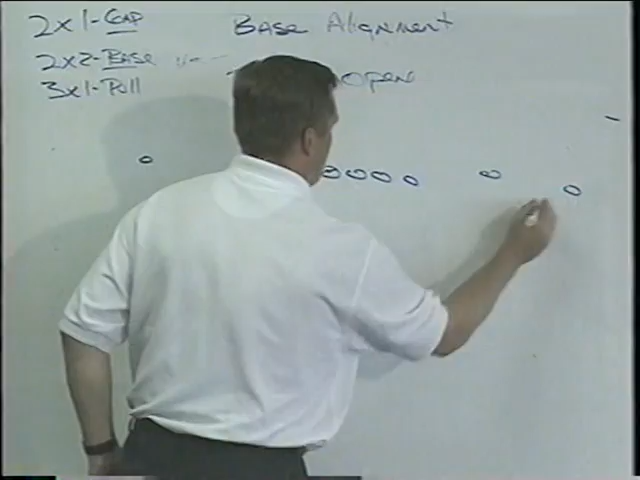 2x1-Gap
Base Alignment
2x2-Base
open
3x1-Poll